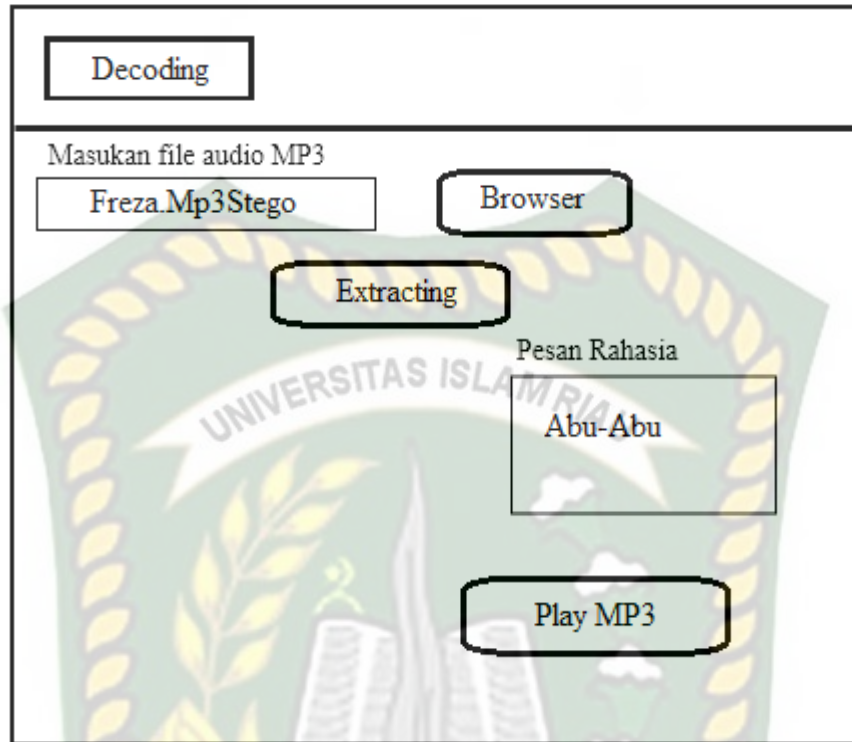 Decoding
Masukan file audio MP3
Freza.Mp3Stego
Browser
Extracting
Pesan Rahasia
UNIVERSITAS ISLAM RIAU
Abu-Abu
Play MP3